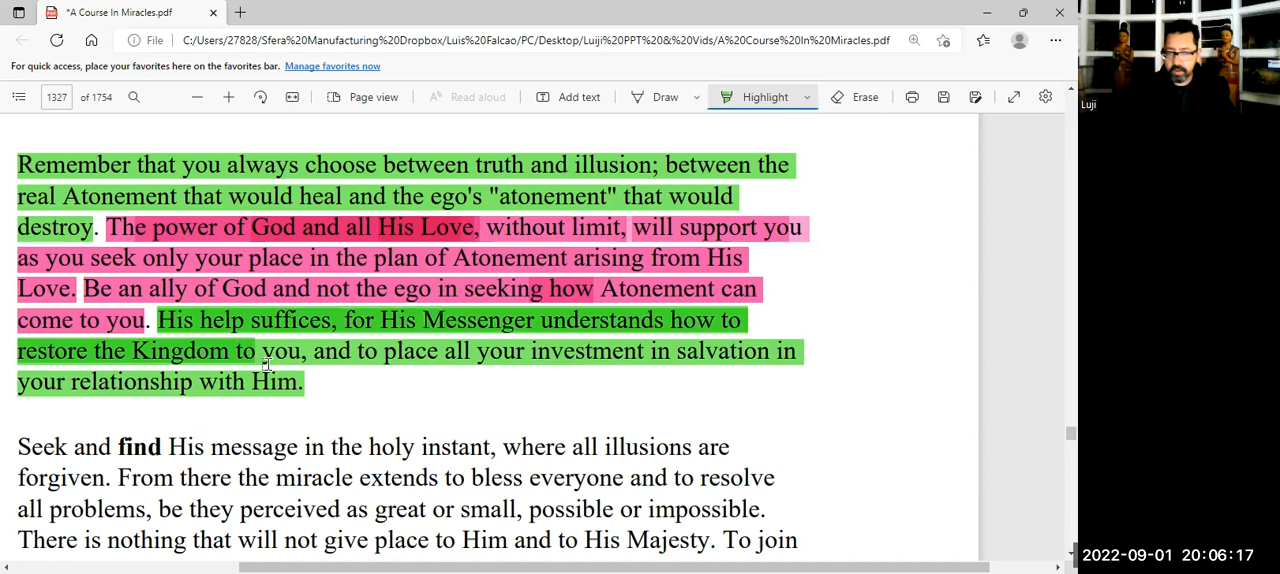 *A Course In Miracles.pdf
File C:/Users/27828/Sfera%20Manufacturing%20Dropbox/Luis%20Falcao/PC/Desktop/Luiji%20PPT%20&%20Vids/A%20Course%20In%20Miracles.pdf
For quick access, place your favorites here on the favorites bar. Manage favorites now
1327 of 1754 Page view Read aloud Add text Draw Highlight Erase
Luji
Remember that you always choose between truth and illusion; between the
real Atonement that would heal and the ego's "atonement" that would
destroy. The power of God and all His Love, without limit, will support you
as you seek only your place in the plan of Atonement arising from His
Love. Be an ally of God and not the ego in seeking how Atonement can
come to you. His help suffices, for His Messenger understands how to
restore the Kingdom to you, and to place all your investment in salvation in
your relationship with Him.
Seek and find His message in the holy instant, where all illusions are
forgiven. From there the miracle extends to bless everyone and to resolve
all problems, be they perceived as great or small, possible or impossible.
There is nothing that will not give place to Him and to His Majesty. To join
2022-09-01 20:06:17